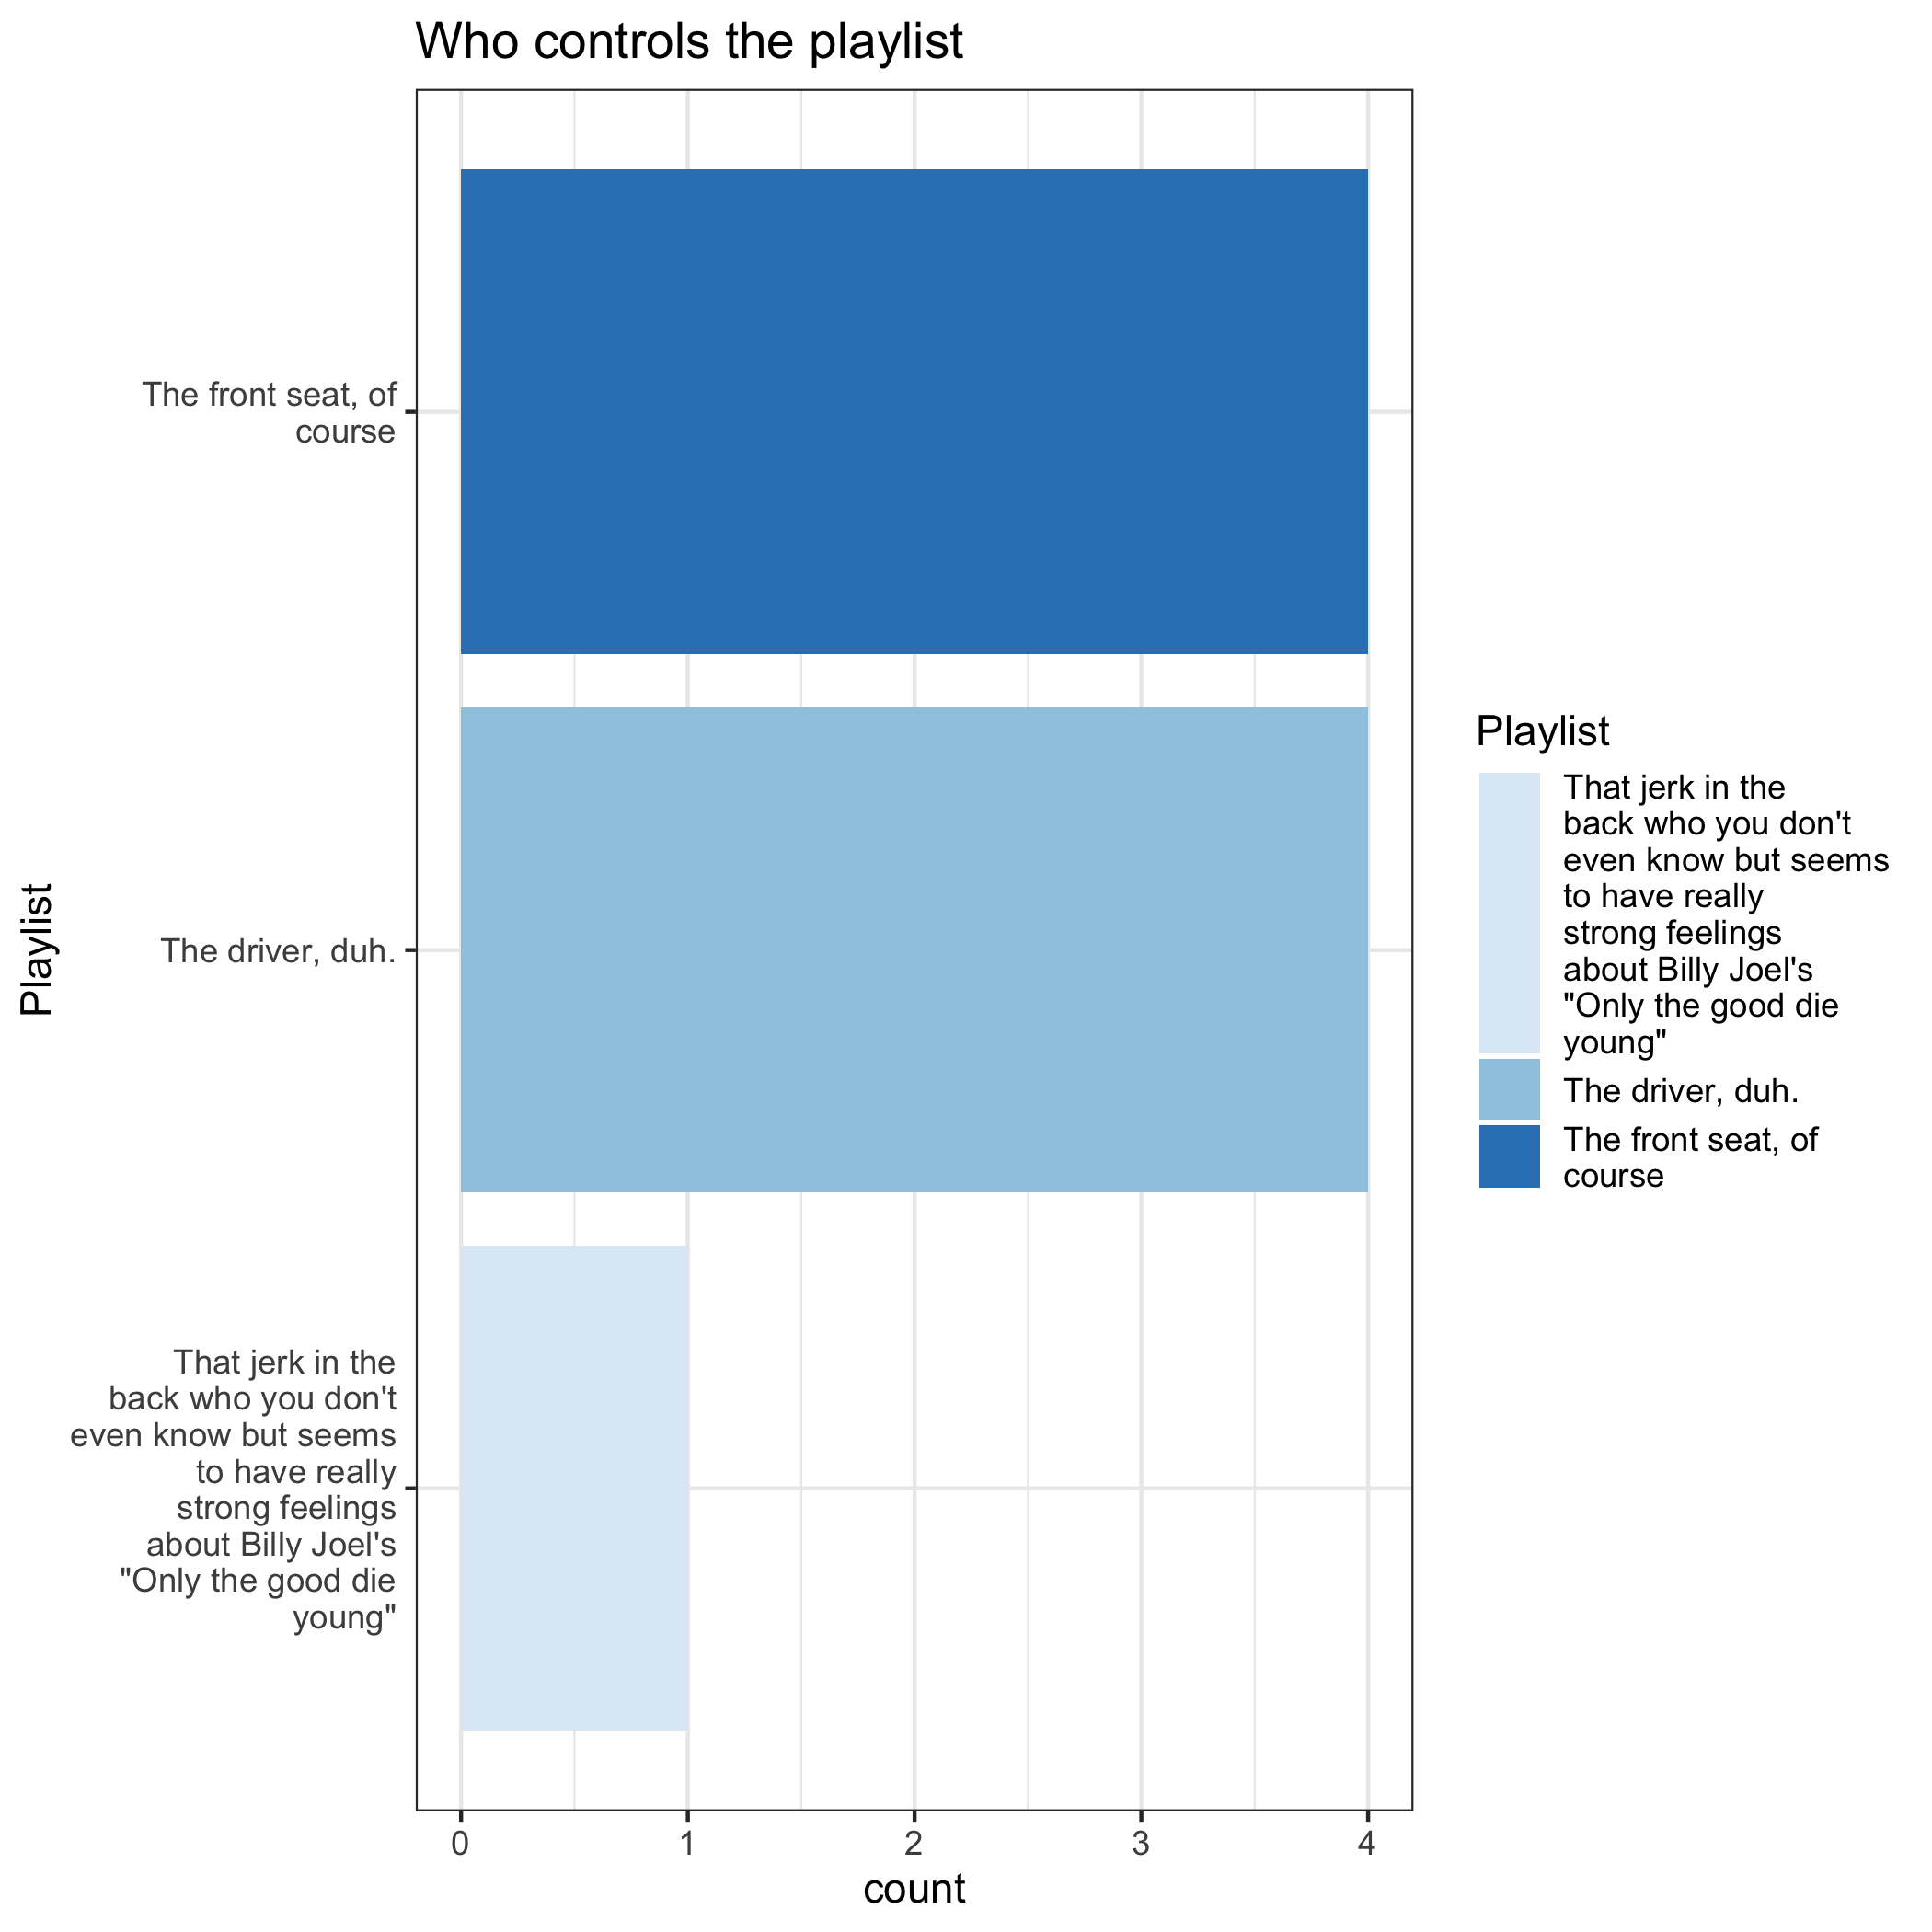 Who controls the playlist
The front seat, of
course
The driver, duh.
That jerk in the
back who you don't
even know but seems
to have really
strong feelings
about Billy Joel's
"Only the good die
young"
Playlist
0 1 2 3 4
count
Playlist
That jerk in the
back who you don't
even know but seems
to have really
strong feelings
about Billy Joel's
"Only the good die
young"
The driver, duh.
The front seat, of
course